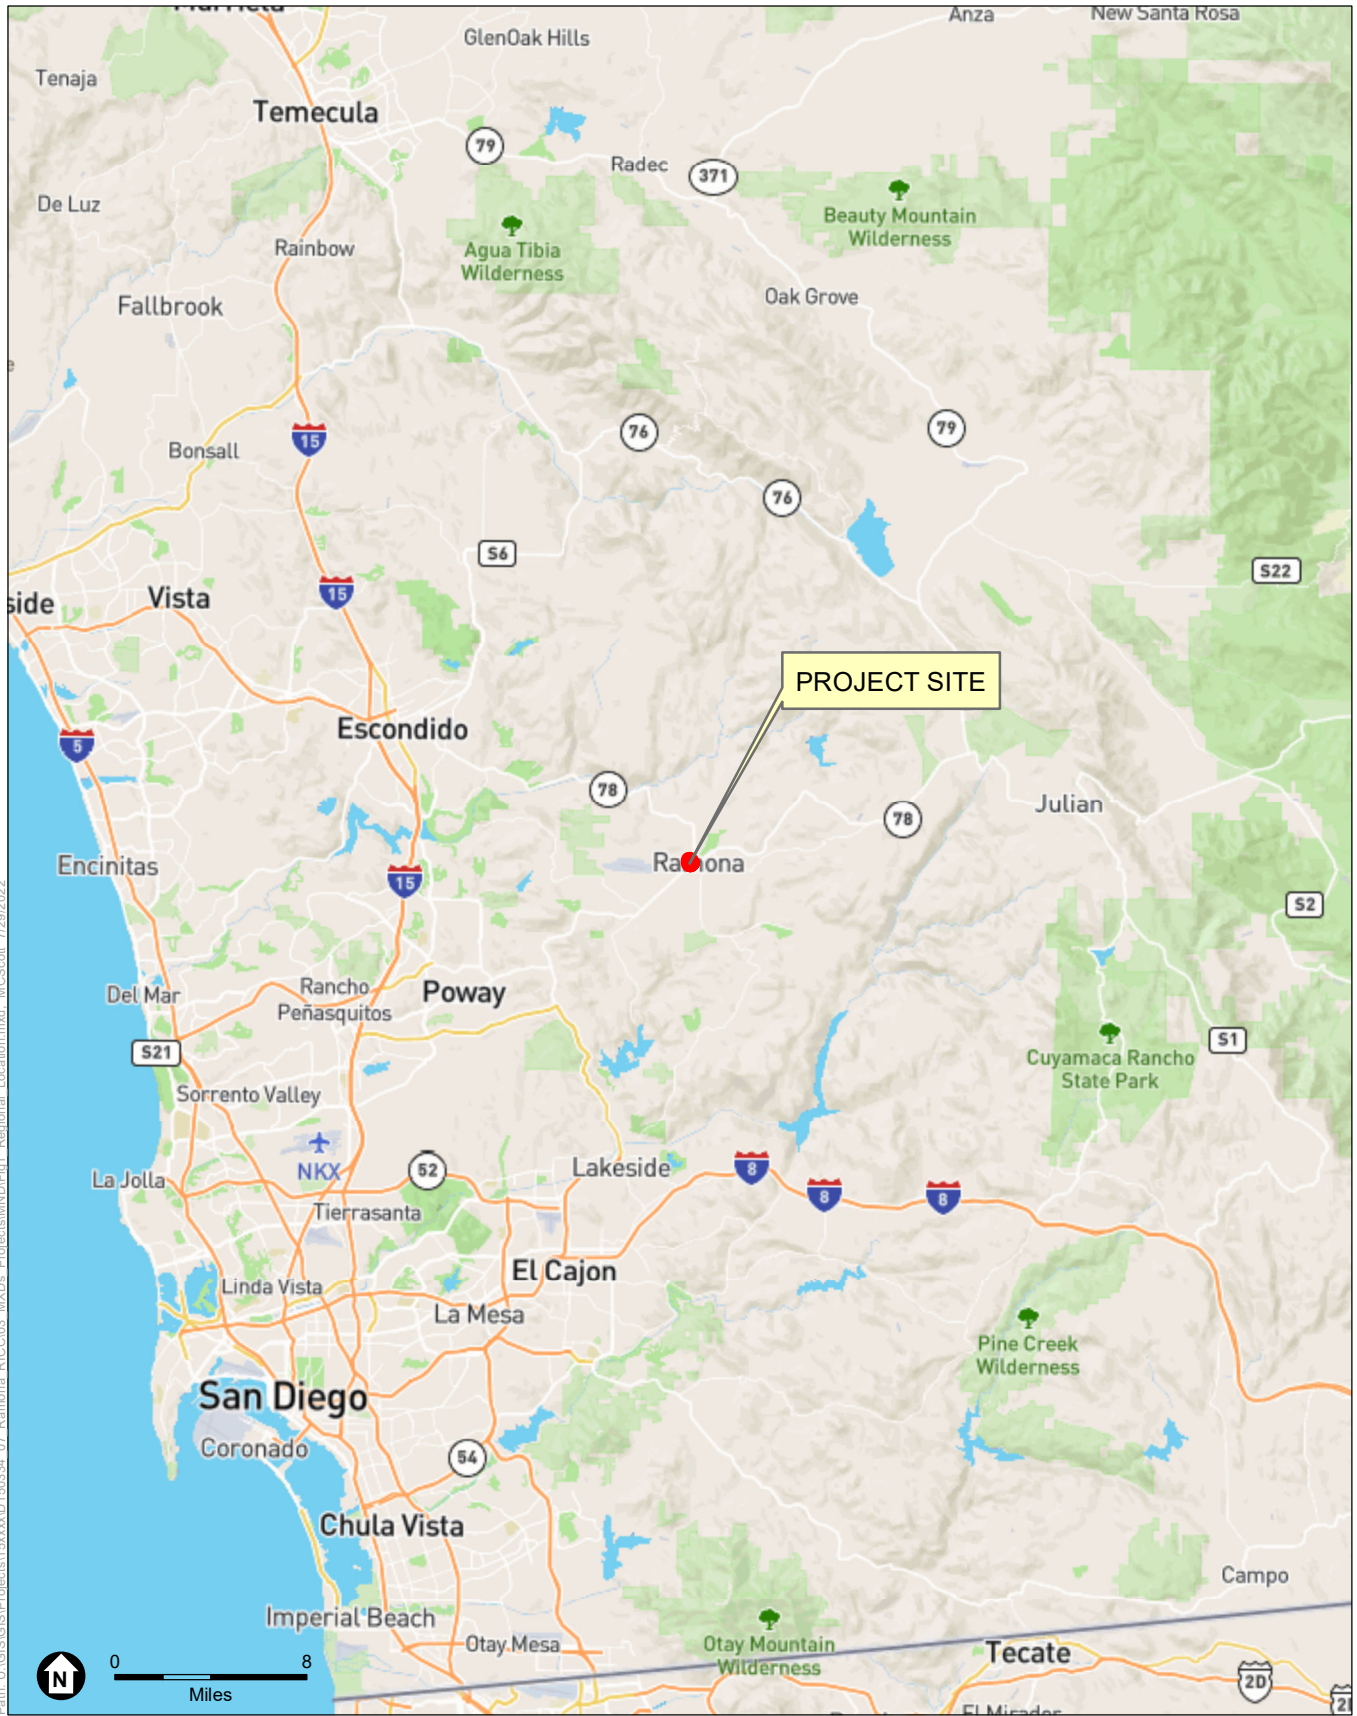 Anza
New Santa Rosa
GlenOak Hills
Tenaja
Temecula
79
Radec
371
De Luz
Beauty Mountain
Wilderness
Rainbow
Agua Tibia
Wilderness
Oak Grove
Fallbrook
76
79
15
Bonsall
76
S6
S22
15
side
Vista
PROJECT SITE
Escondido
5
78
Julian
78
Encinitas
Ramona
15
S2
Del Mar
Rancho
Peñasquitos
Poway
S1
S21
Cuyamaca Rancho
State Park
Sorrento Valley
NKX
52
Lakeside
8
La Jolla
8
8
Tierrasanta
El Cajon
Linda Vista
La Mesa
Pine Creek
Wilderness
San Diego
Coronado
54
Chula Vista
Campo
Imperial Beach
Otay Mesa
Otay Mountain
Wilderness
Tecate
N
0
8
Miles
2D
El Mirador